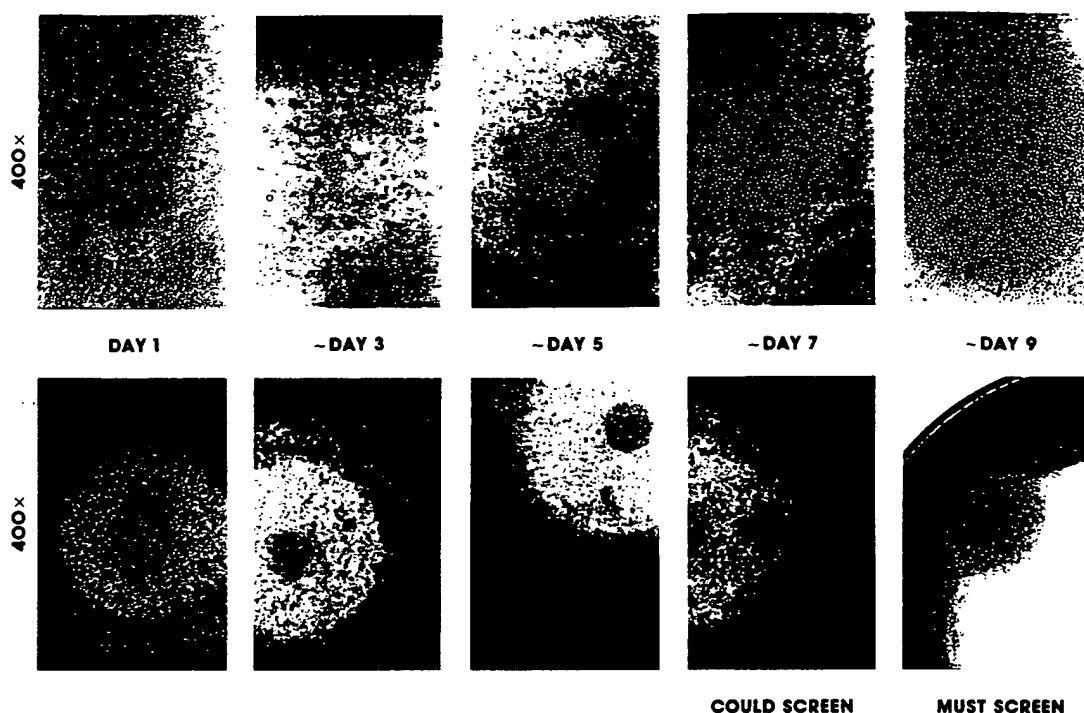 400×
DAY 1
~DAY 3
~DAY 5
~DAY 7
~DAY 9
400×
COULD SCREEN
MUST SCREEN